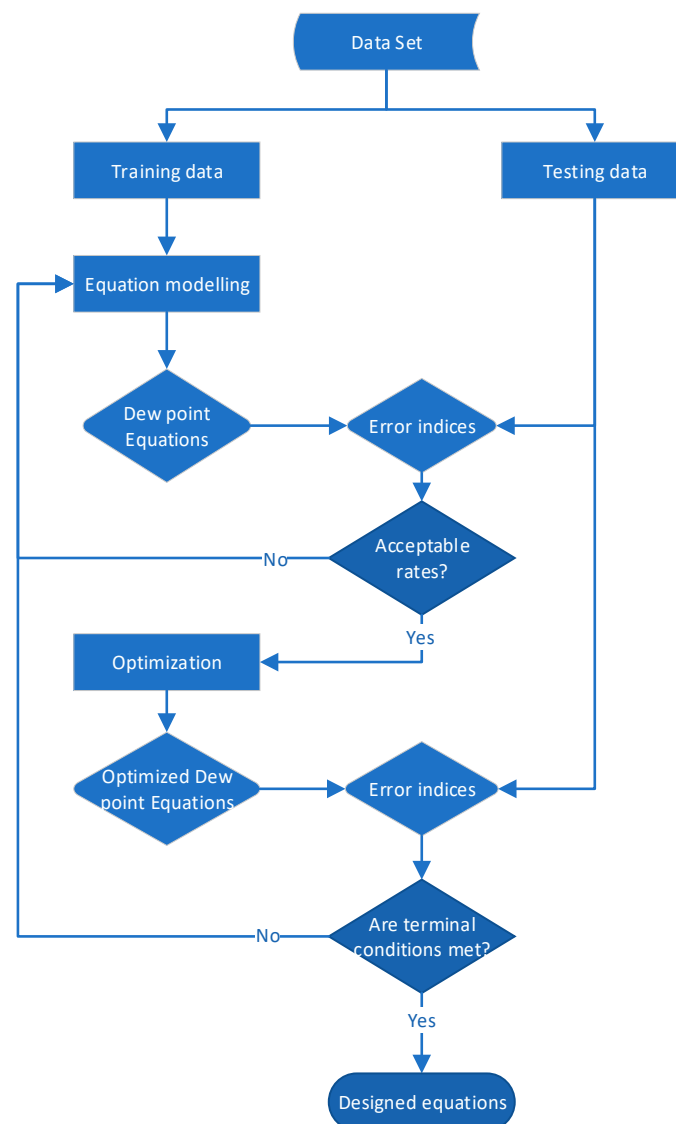 Data Set
Training data
Testing data
Equation modelling
Dew point
Equations
Error indices
Acceptable
rates?
No
Yes
Optimization
Optimized Dew
point Equations
Error indices
Are terminal
conditions met?
No
Yes
Designed equations